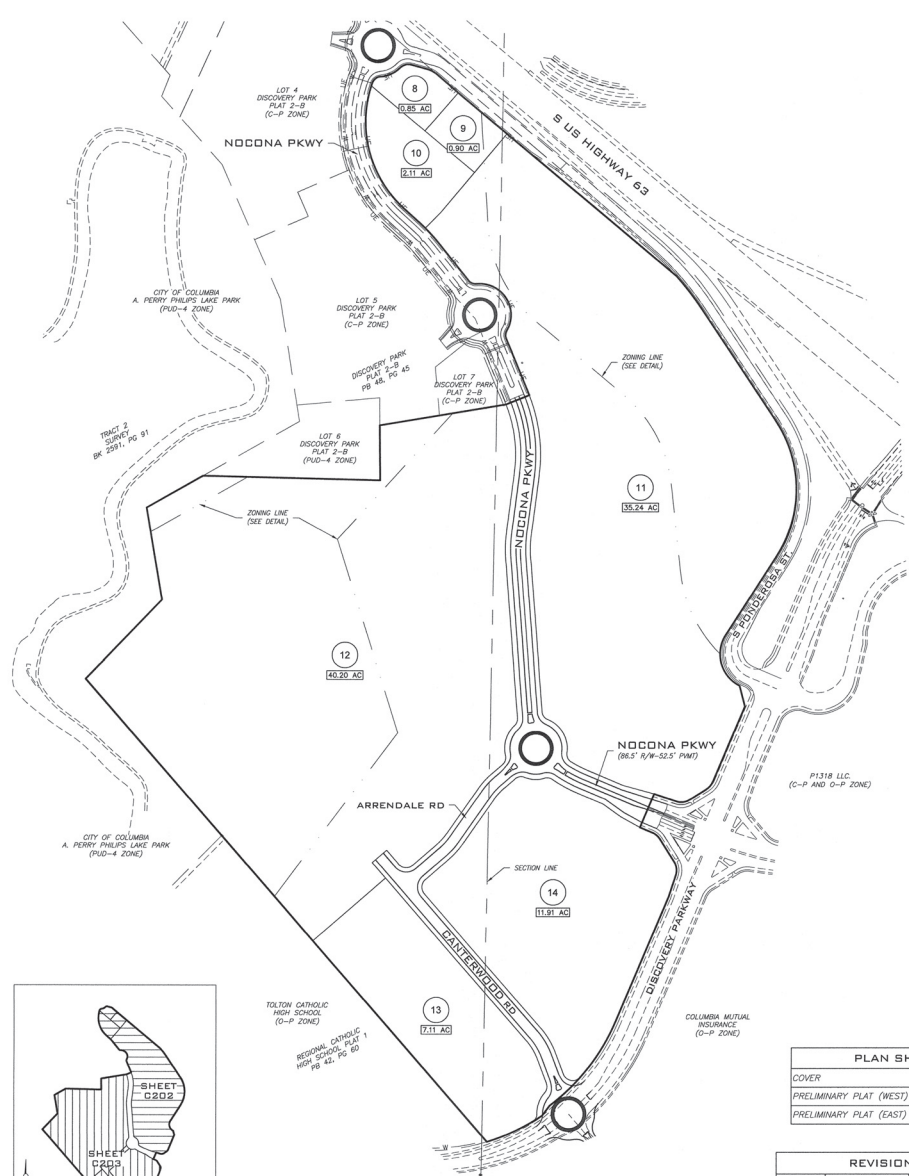 LOT 4
DISCOVERY PARK
PLAT 2-B
(C-P ZONE)
NOCONA PKWY
8
0.85 AC
9
0.90 AC
10
2.11 AC
S US HIGHWAY 63
CITY OF COLUMBIA
A. PERRY PHILIPS LAKE PARK
(PUD-4 ZONE)
LOT 5
DISCOVERY PARK
PLAT 2-B
(C-P ZONE)
DISCOVERY PARK
PLAT 2-B
PB 48, PG 45
LOT 7
DISCOVERY PARK
PLAT 2-B
(C-P ZONE)
ZONING LINE
(SEE DETAIL)
TRACT 2
SURVEY
BK 2591, PG 91
LOT 6
DISCOVERY PARK
PLAT 2-B
(PUD-4 ZONE)
NOCONA PKWY
11
35.24 AC
ZONING LINE
(SEE DETAIL)
S PONDEROSA ST.
12
40.20 AC
NOCONA PKWY
(86.5' R/W-52.5' PVMT)
P1318 LLC.
(C-P AND O-P ZONE)
ARRENDALE RD
CITY OF COLUMBIA
A. PERRY PHILIPS LAKE PARK
(PUD-4 ZONE)
SECTION LINE
14
11.91 AC
CANTERWOOD RD
DISCOVERY PARKWAY
TOLTON CATHOLIC
HIGH SCHOOL
(O-P ZONE)
REGIONAL CATHOLIC
HIGH SCHOOL PLAT 1
PB 42, PG 60
13
7.11 AC
COLUMBIA MUTUAL
INSURANCE
(O-P ZONE)
SHEET
C202
SHEET
C203
PLAN SH
COVER
PRELIMINARY PLAT (WEST)
PRELIMINARY PLAT (EAST)
REVISION